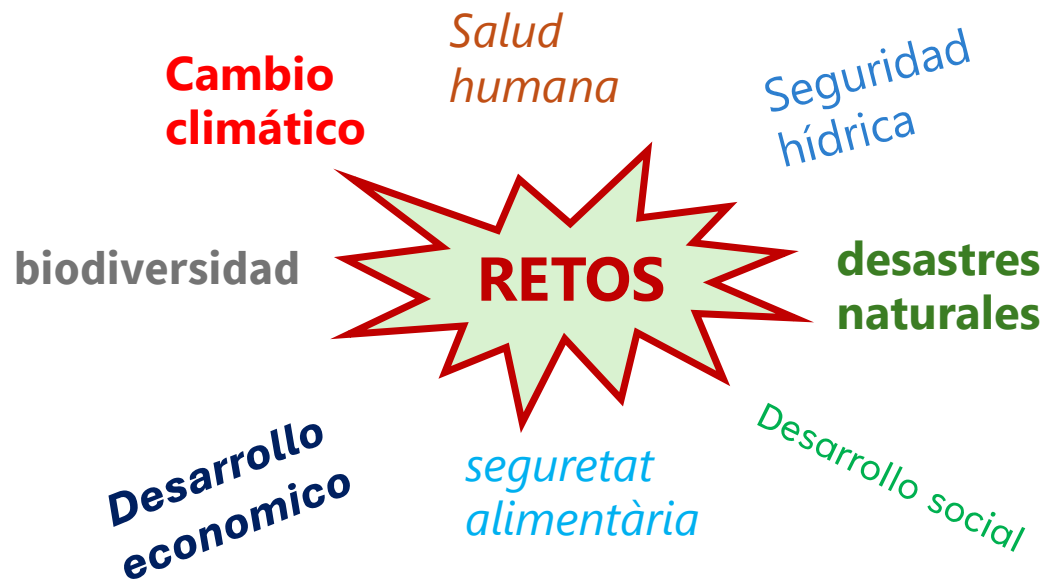 Salud
humana
Cambio
climático
Seguridad
hídrica
biodiversidad
RETOS
desastres
naturales
Desarrollo
economico
seguretat
alimentària
Desarrollo social